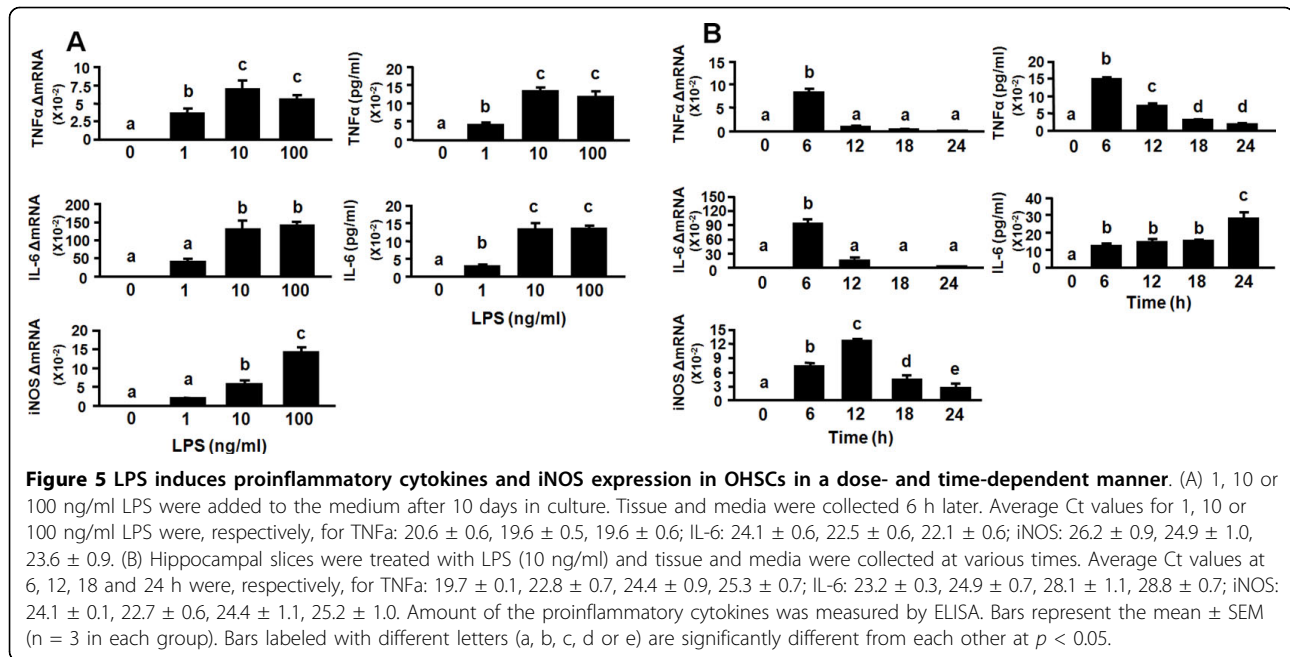 A
TNFα ΔmRNA
(X10⁻²)
10
7.5
5
2.5
0
a
b
c
c
0 1 10 100
TNFα (pg/ml)
(X10⁻²)
20
15
10
5
0
a
b
c
c
0 1 10 100
IL-6 ΔmRNA
(X10⁻²)
200
150
100
50
0
a
a
b
b
0 1 10 100
IL-6 (pg/ml)
(X10⁻²)
20
15
10
5
0
a
b
c
c
0 1 10 100
LPS (ng/ml)
iNOS ΔmRNA
(X10⁻²)
20
15
10
5
0
a
a
b
c
0 1 10 100
LPS (ng/ml)
B
TNFα ΔmRNA
(X10⁻²)
15
10
5
0
a
b
a
a
a
0 6 12 18 24
TNFα (pg/ml)
(X10⁻²)
20
15
10
5
0
a
b
c
d
d
0 6 12 18 24
IL-6 ΔmRNA
(X10⁻²)
150
120
90
60
30
0
a
b
a
a
a
0 6 12 18 24
IL-6 (pg/ml)
(X10⁻²)
40
30
20
10
0
a
b
b
b
c
0 6 12 18 24
Time (h)
iNOS ΔmRNA
(X10⁻²)
15
12
9
6
3
0
a
b
c
d
e
0 6 12 18 24
Time (h)
Figure 5 LPS induces proinflammatory cytokines and iNOS expression in OHSCs in a dose- and time-dependent manner. (A) 1, 10 or
100 ng/ml LPS were added to the medium after 10 days in culture. Tissue and media were collected 6 h later. Average Ct values for 1, 10 or
100 ng/ml LPS were, respectively, for TNFa: 20.6 ± 0.6, 19.6 ± 0.5, 19.6 ± 0.6; IL-6: 24.1 ± 0.6, 22.5 ± 0.6, 22.1 ± 0.6; iNOS: 26.2 ± 0.9, 24.9 ± 1.0,
23.6 ± 0.9. (B) Hippocampal slices were treated with LPS (10 ng/ml) and tissue and media were collected at various times. Average Ct values at
6, 12, 18 and 24 h were, respectively, for TNFa: 19.7 ± 0.1, 22.8 ± 0.7, 24.4 ± 0.9, 25.3 ± 0.7; IL-6: 23.2 ± 0.3, 24.9 ± 0.7, 28.1 ± 1.1, 28.8 ± 0.7; iNOS:
24.1 ± 0.1, 22.7 ± 0.6, 24.4 ± 1.1, 25.2 ± 1.0. Amount of the proinflammatory cytokines was measured by ELISA. Bars represent the mean ± SEM
(n = 3 in each group). Bars labeled with different letters (a, b, c, d or e) are significantly different from each other at p < 0.05.